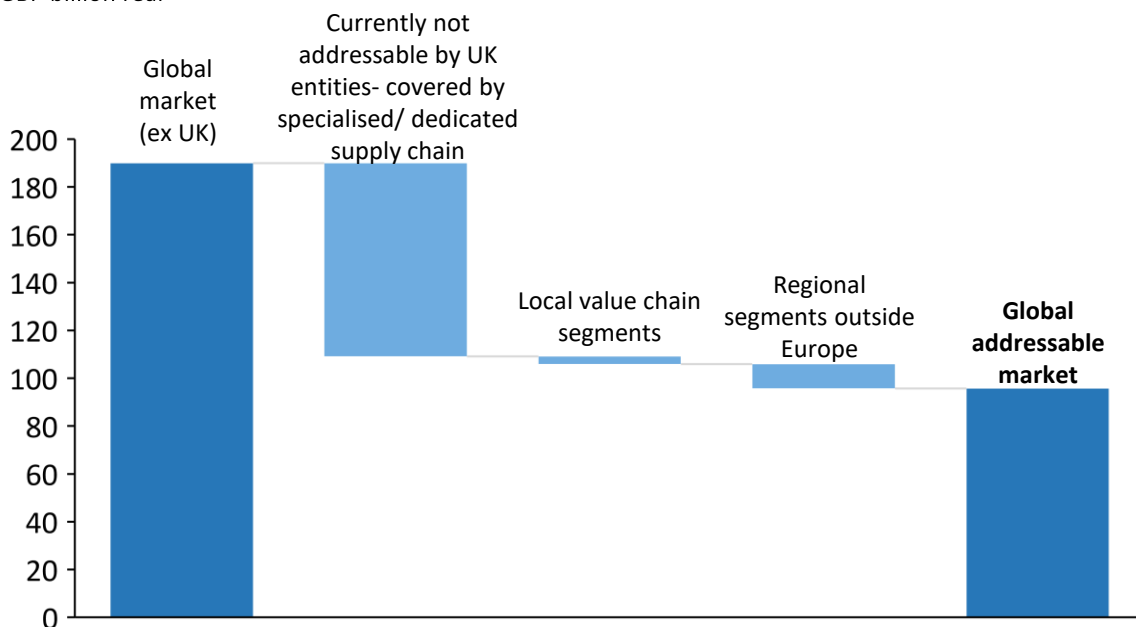 Currently not
addressable by UK
entities- covered by
specialised/ dedicated
supply chain
Global
market
(ex UK)
Local value chain
segments
Regional
segments outside
Europe
Global
addressable
market
200
180
160
140
120
100
80
60
40
20
0